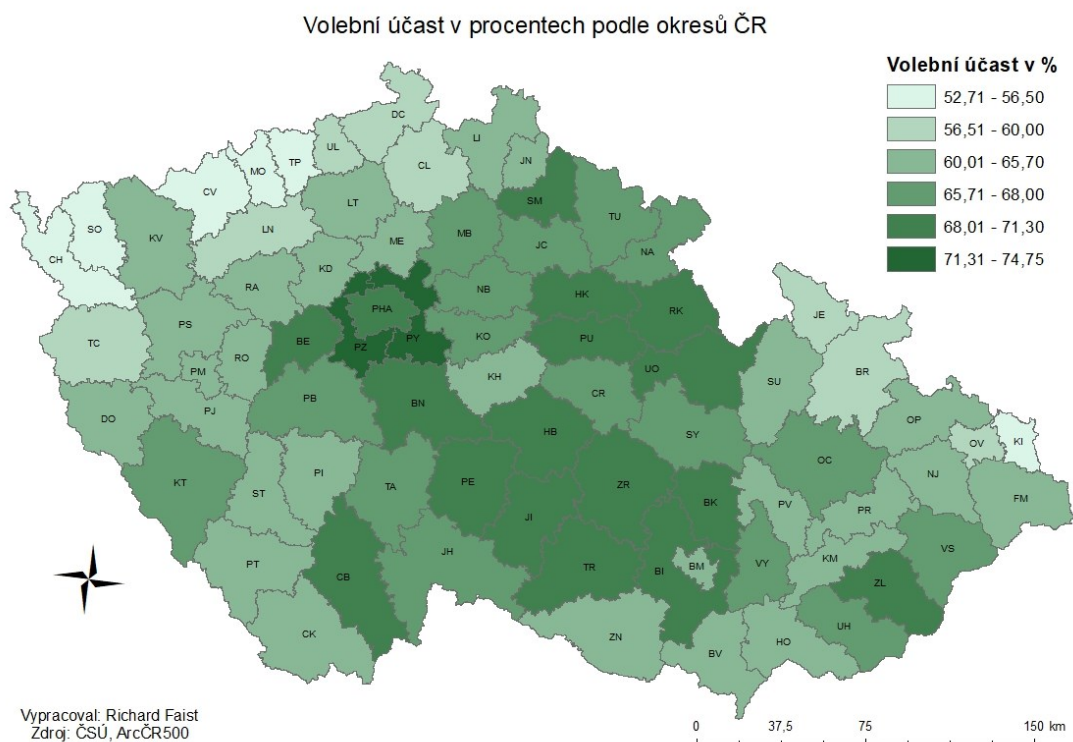 Volební účast v procentech podle okresů ČR
Volební účast v %
52,71 - 56,50
56,51 - 60,00
60,01 - 65,70
65,71 - 68,00
68,01 - 71,30
71,31 - 74,75
DC
LI
UL
TP
MO
CL
JN
CV
SM
SO
LT
TU
LN
KV
MB
ME
JC
NA
CH
KD
RA
NB
HK
RK
PHA
JE
PS
KO
PU
TC
RO
BE
PZ
PY
UO
PM
KH
BR
SU
CR
PB
BN
PJ
DO
OP
HB
SY
KI
OV
OC
PI
NJ
KT
ST
TA
PE
ZR
FM
BK
PV
PR
JI
VS
JH
KM
PT
VY
BM
TR
BI
CB
ZL
UH
CK
ZN
HO
BV
Vypracoval: Richard Faist
Zdroj: ČSÚ, ArcČR500
0 37,5 75 150 km